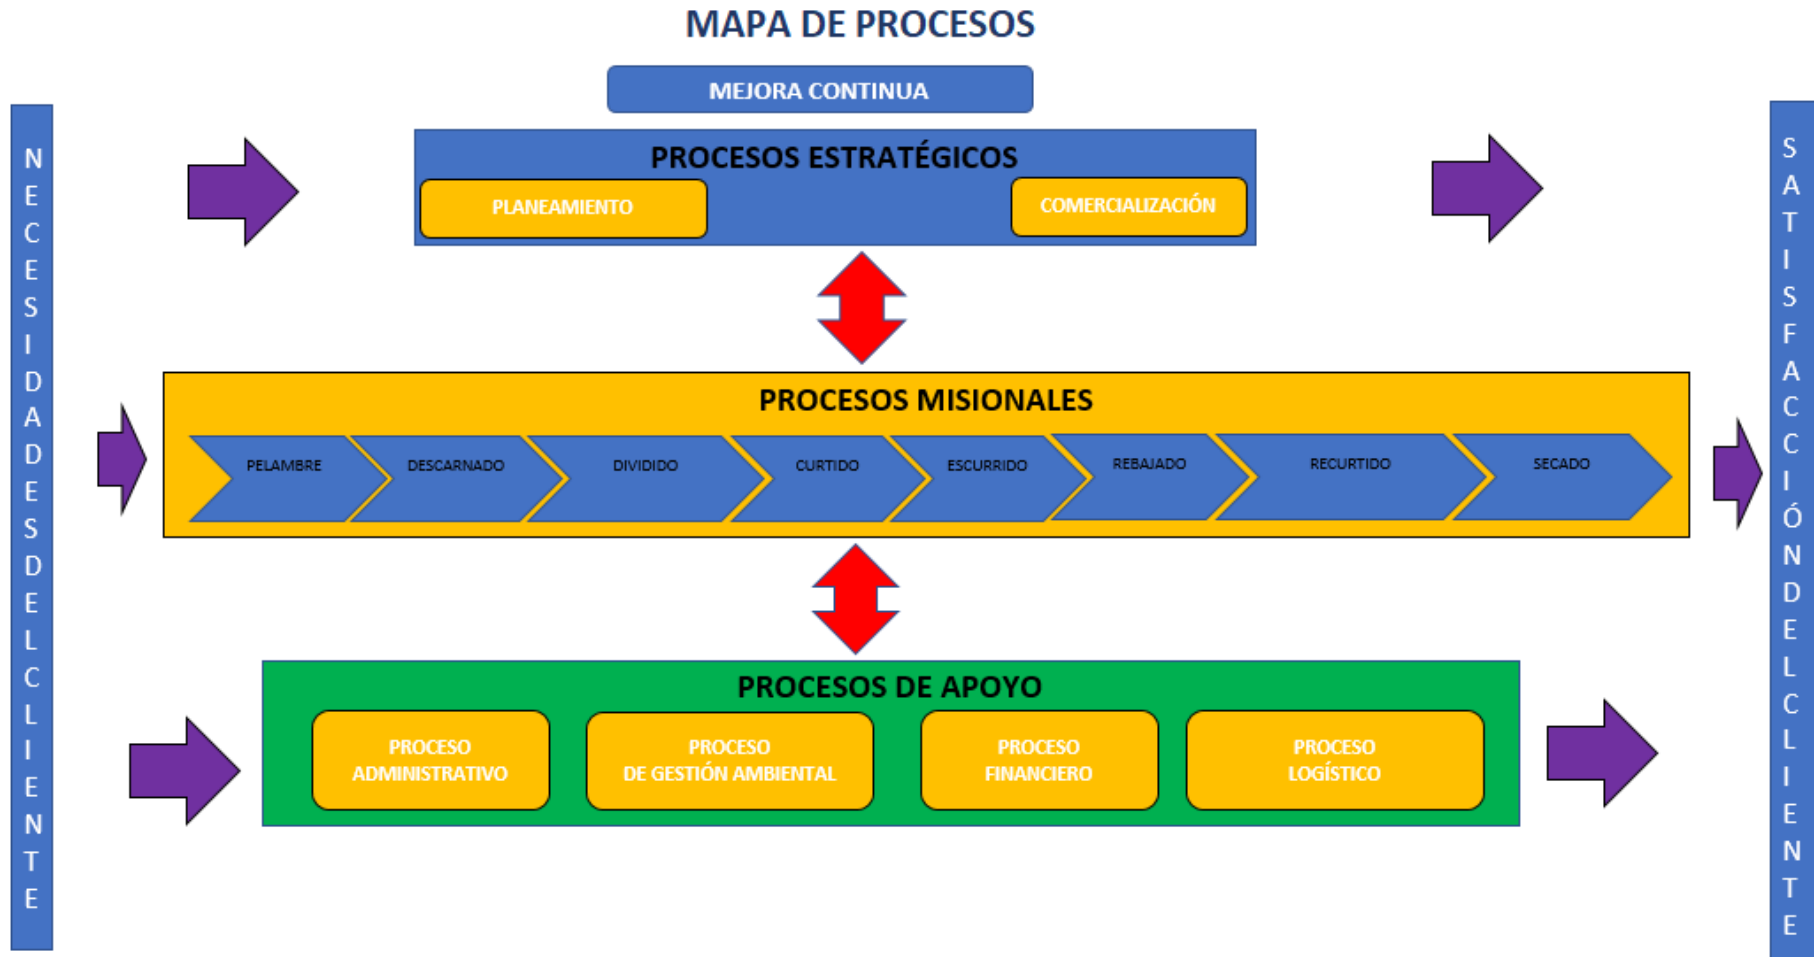 MAPA DE PROCESOS
MEJORA CONTINUA
NECESIDADES DEL CLIENTE
PROCESOS ESTRATÉGICOS
PLANEAMIENTO
COMERCIALIZACIÓN
PROCESOS MISIONALES
PELAMBRE
DESCARNADO
DIVIDIDO
CURTIDO
ESCURRIDO
REBAJADO
RECURTIDO
SECADO
PROCESOS DE APOYO
PROCESO
ADMINISTRATIVO
PROCESO
DE GESTIÓN AMBIENTAL
PROCESO
FINANCIERO
PROCESO
LOGÍSTICO
SATISFACCIÓN DEL CLIENTE